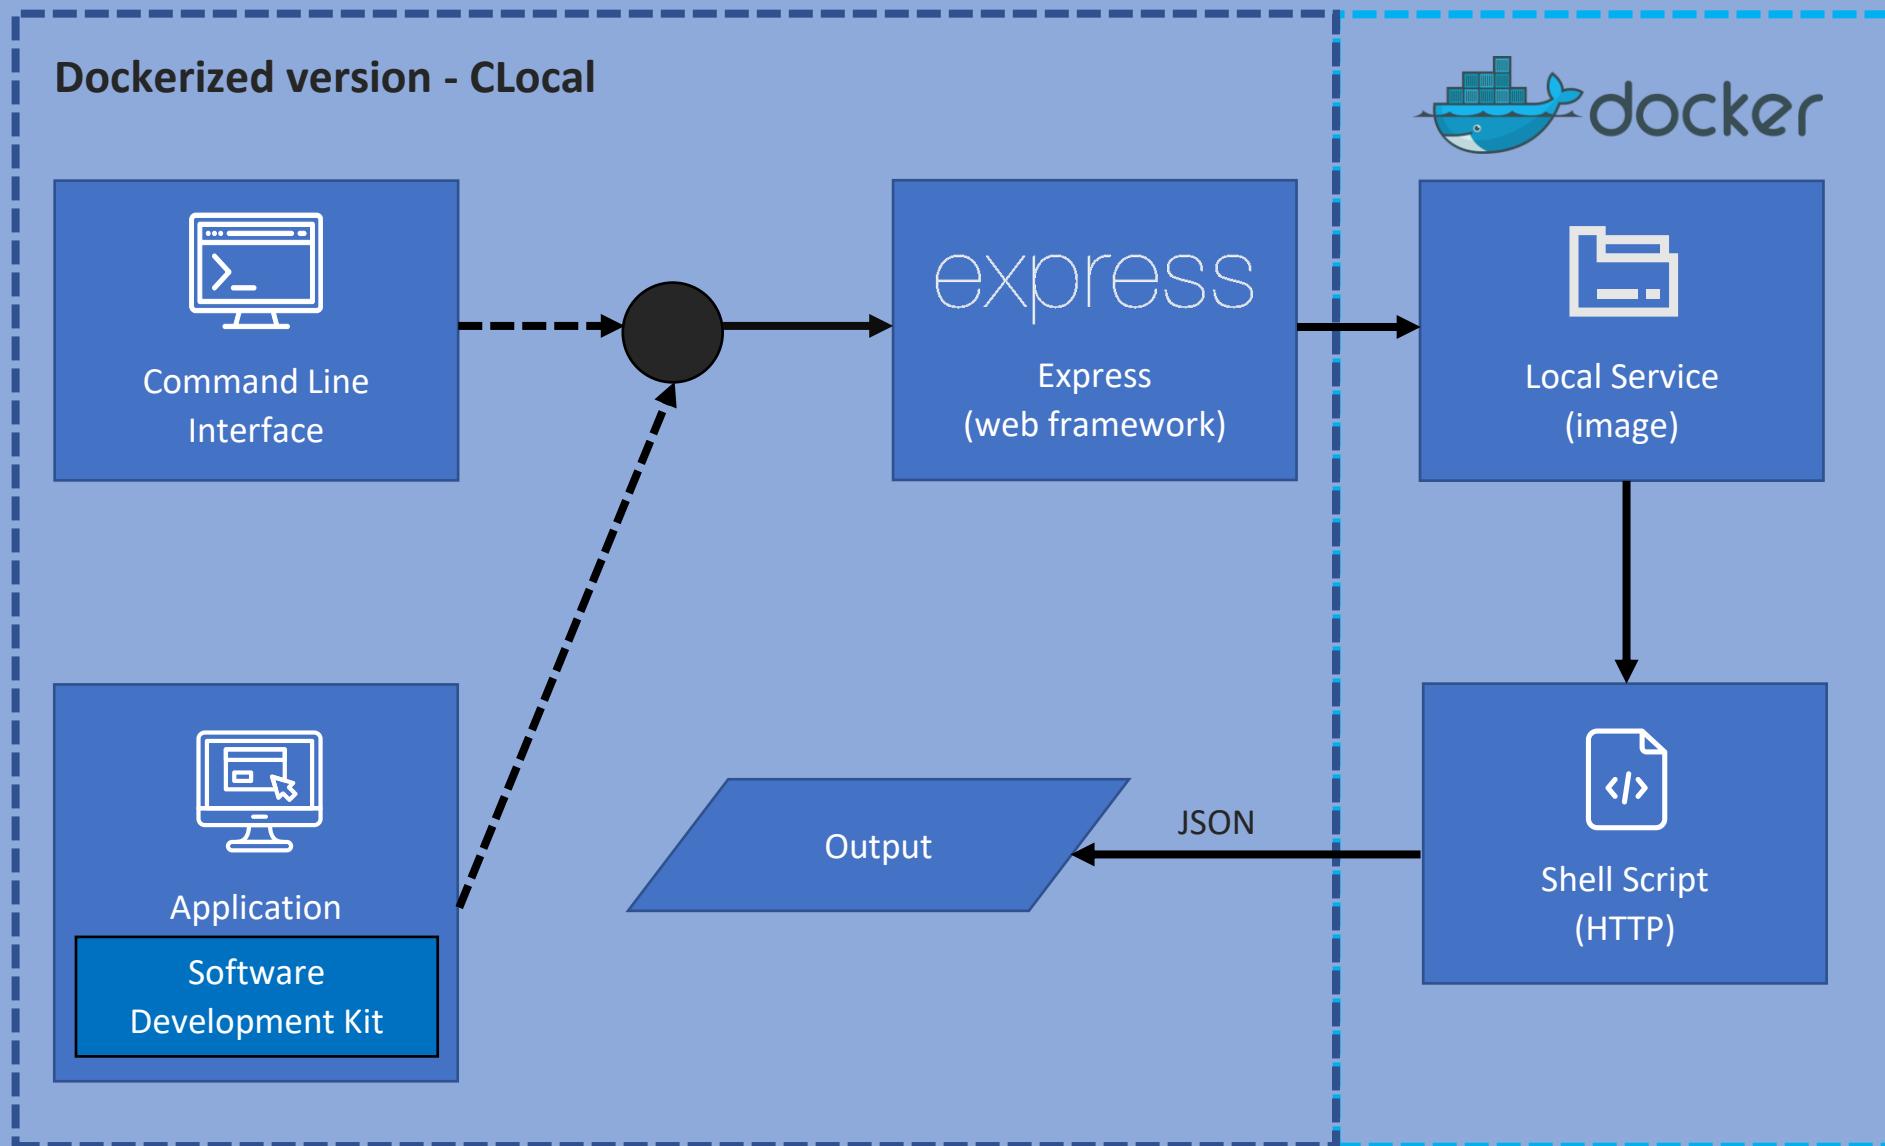 Dockerized version - CLocal
docker
Command Line
Interface
express
Express
(web framework)
Local Service
(image)
Application
Software
Development Kit
Output
JSON
Shell Script
(HTTP)